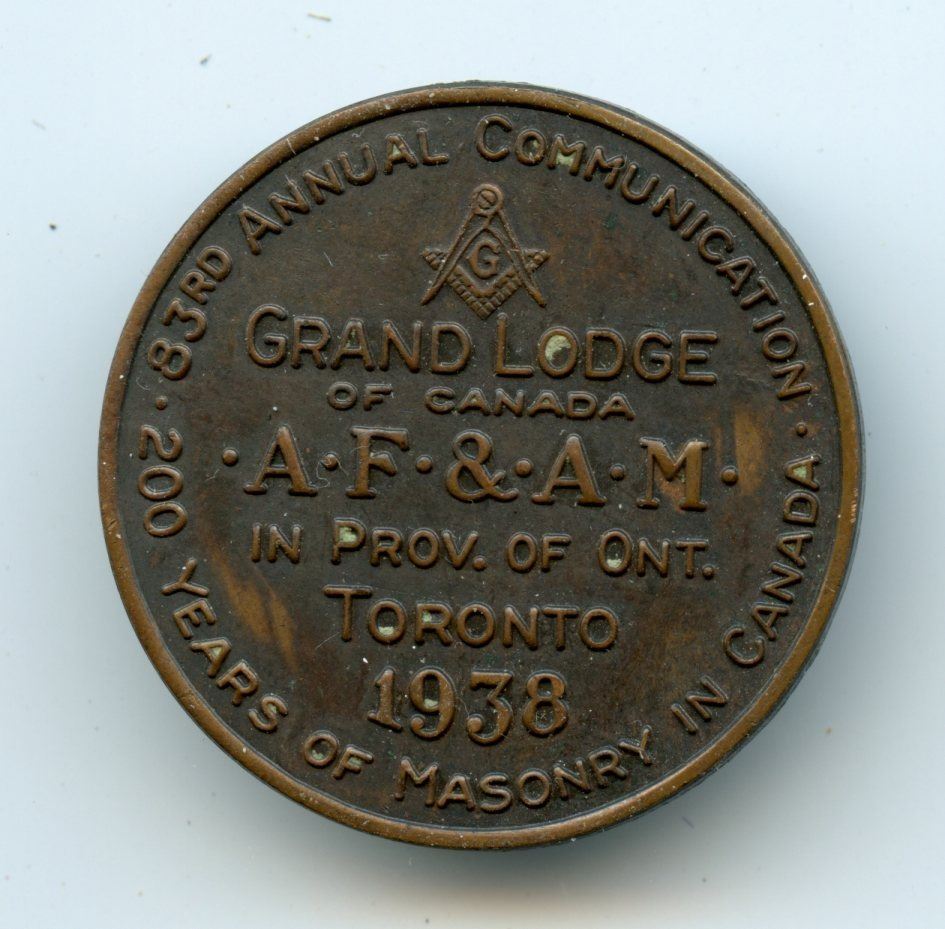 83RD ANNUAL COMMUNICATION
G
GRAND LODGE
OF CANADA
·A·F·&·A·M·
IN PROV. OF ONT.
TORONTO
1938
· 200 YEARS OF MASONRY IN CANADA ·